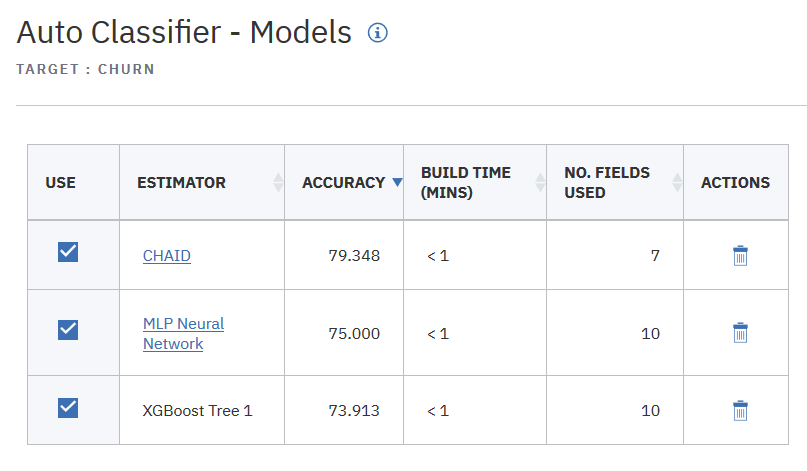 Auto Classifier - Models
TARGET : CHURN
USE ESTIMATOR ACCURACY BUILD TIME (MINS) NO. FIELDS USED ACTIONS
CHAID 79.348 < 1 7
MLP Neural Network 75.000 < 1 10
XGBoost Tree 1 73.913 < 1 10